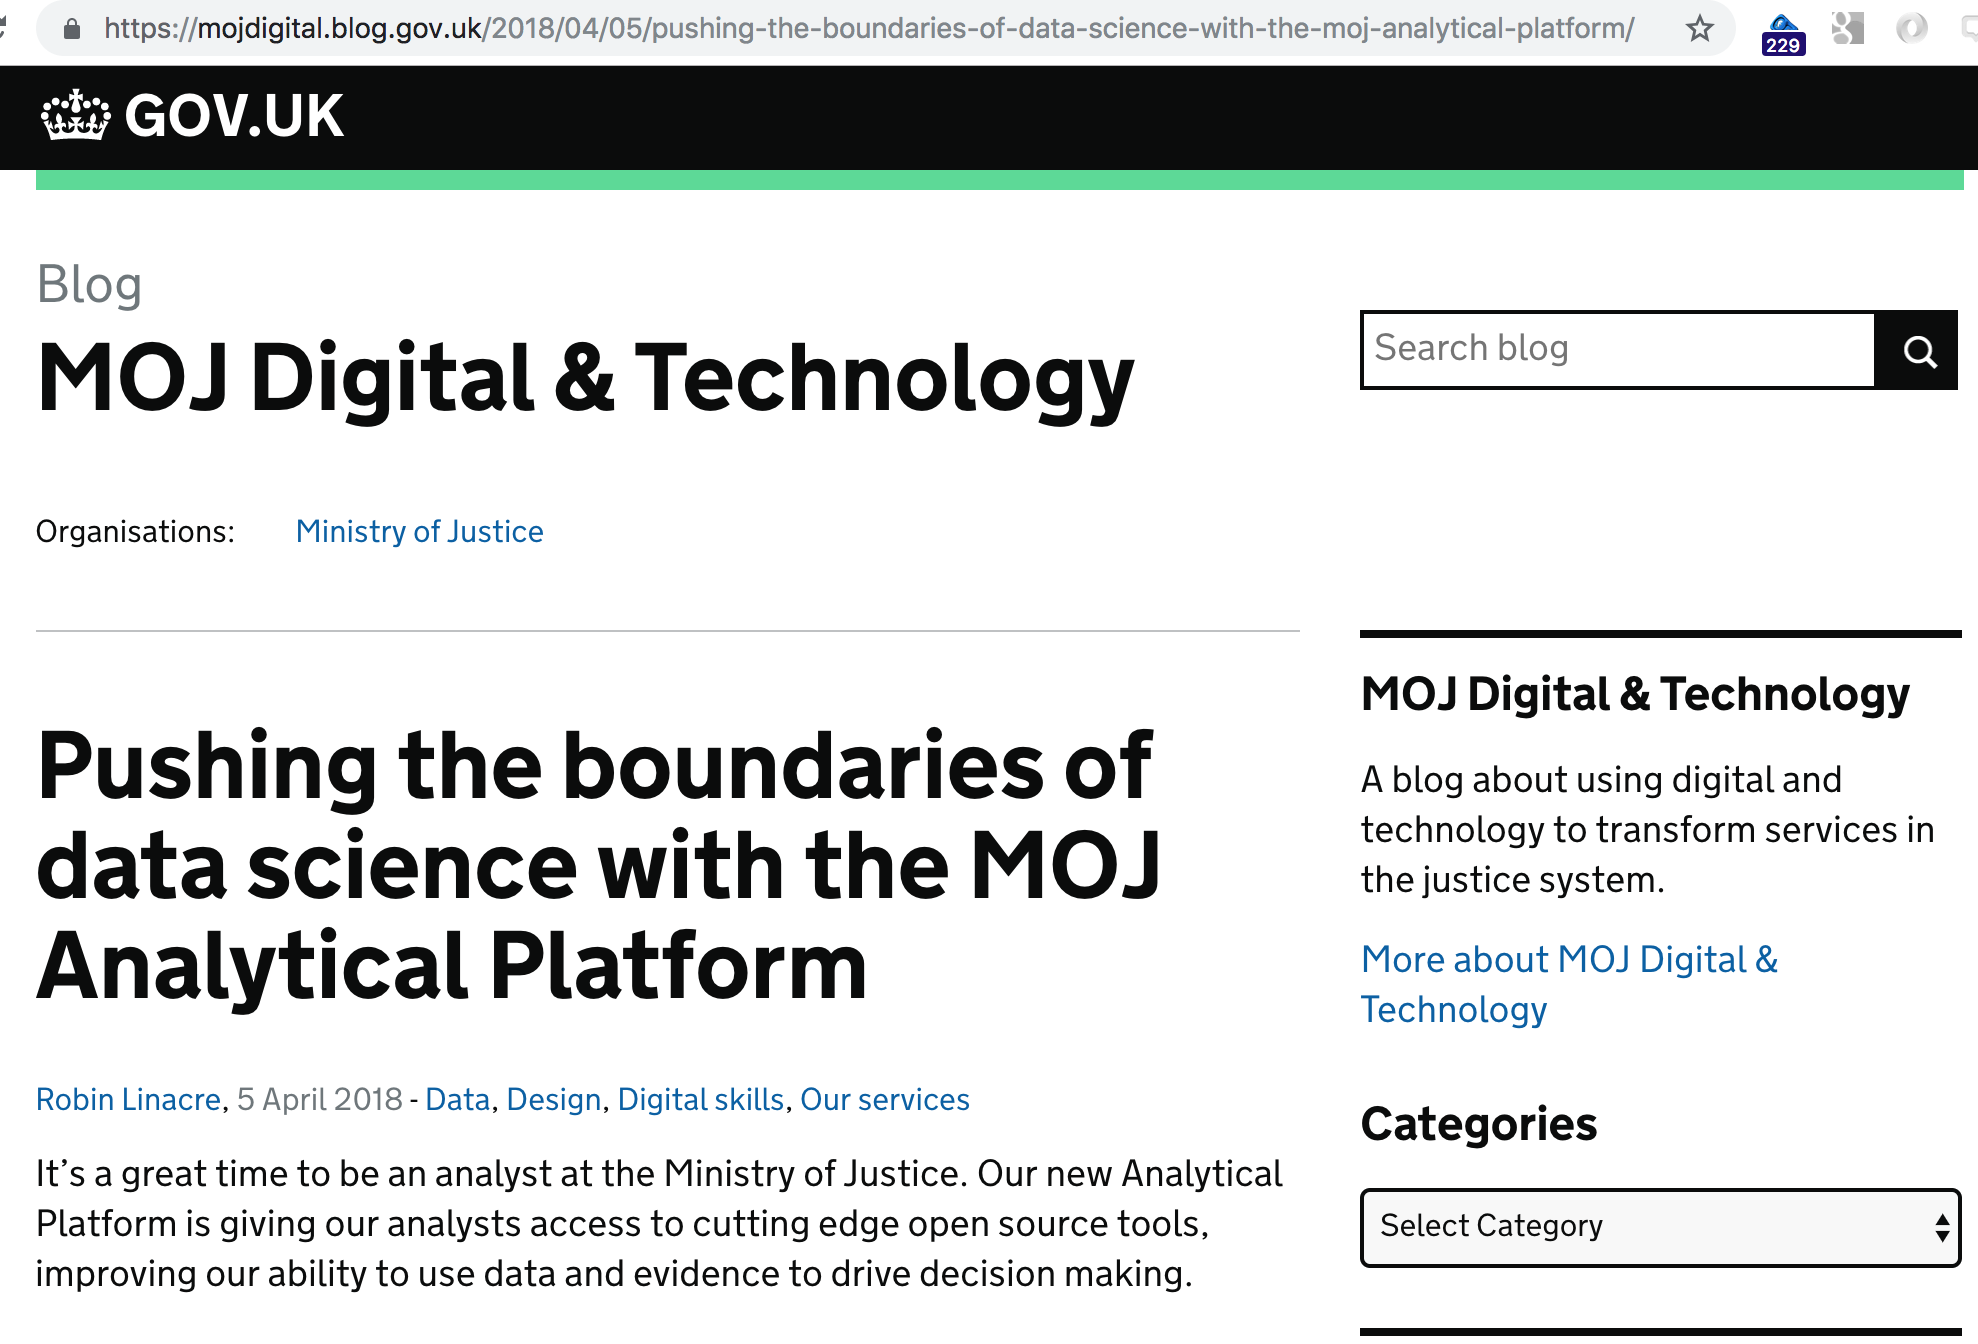 https://mojdigital.blog.gov.uk/2018/04/05/pushing-the-boundaries-of-data-science-with-the-moj-analytical-platform/
229
GOV.UK
Blog
MOJ Digital & Technology
Search blog
Organisations: Ministry of Justice
Pushing the boundaries of
data science with the MOJ
Analytical Platform
Robin Linacre, 5 April 2018 - Data, Design, Digital skills, Our services
It’s a great time to be an analyst at the Ministry of Justice. Our new Analytical
Platform is giving our analysts access to cutting edge open source tools,
improving our ability to use data and evidence to drive decision making.
MOJ Digital & Technology
A blog about using digital and
technology to transform services in
the justice system.
More about MOJ Digital &
Technology
Categories
Select Category